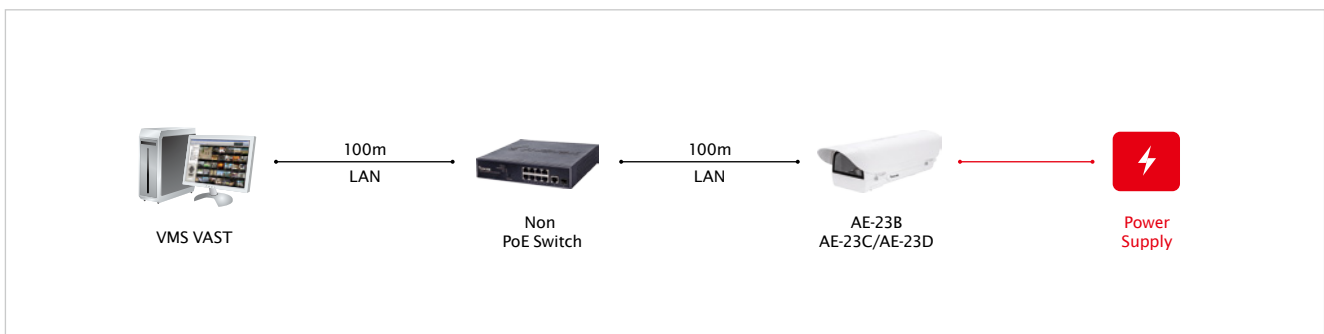 100m
LAN
100m
LAN
VMS VAST
Non
PoE Switch
AE-23B
AE-23C/AE-23D
Power
Supply